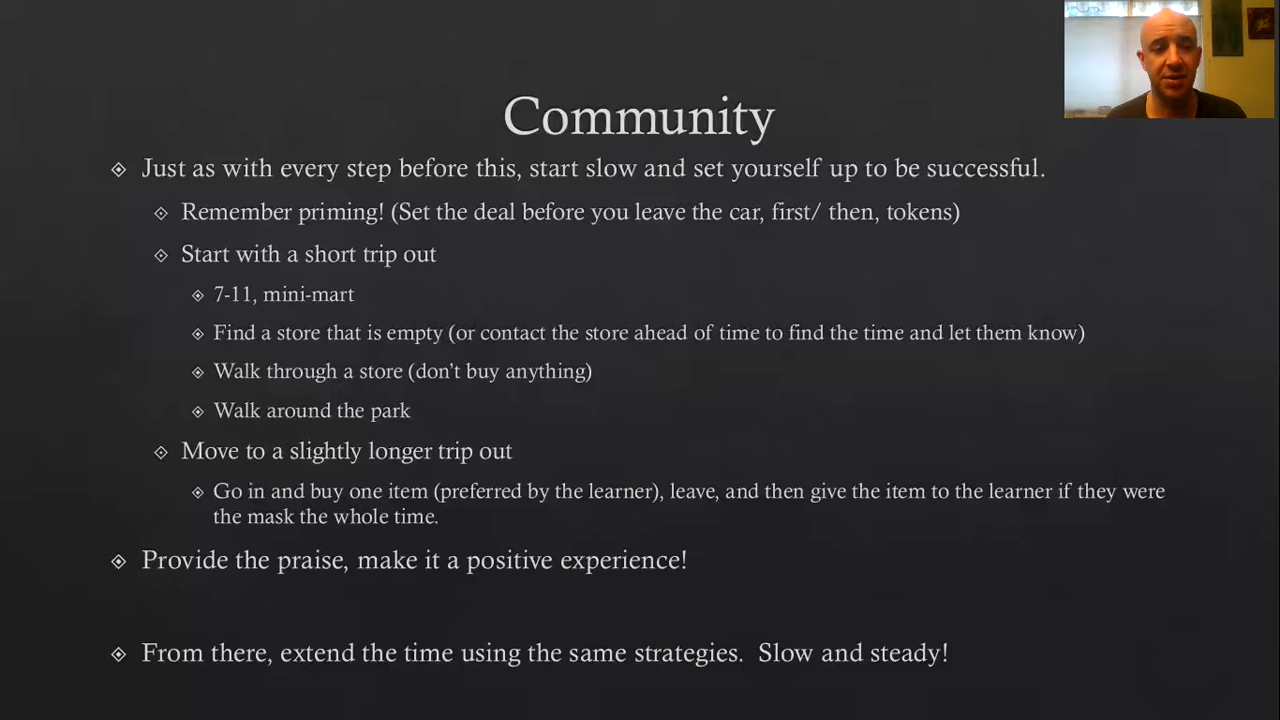 Community
Just as with every step before this, start slow and set yourself up to be successful.
Remember priming! (Set the deal before you leave the car, first/ then, tokens)
Start with a short trip out
7-11, mini-mart
Find a store that is empty (or contact the store ahead of time to find the time and let them know)
Walk through a store (don't buy anything)
Walk around the park
Move to a slightly longer trip out
Go in and buy one item (preferred by the learner), leave, and then give the item to the learner if they were
the mask the whole time.
Provide the praise, make it a positive experience!
From there, extend the time using the same strategies.  Slow and steady!